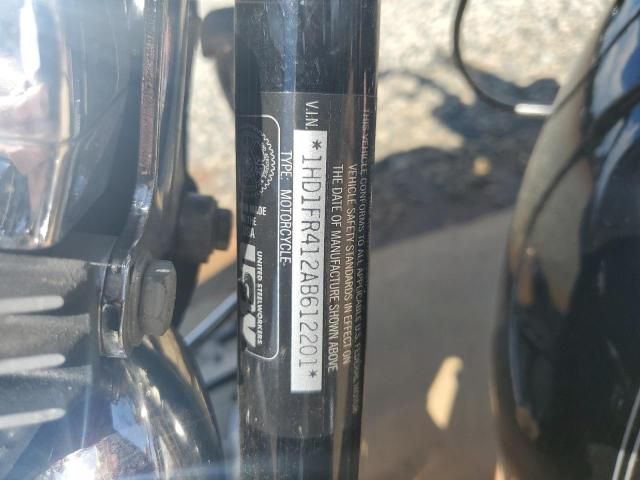 THIS VEHICLE CONFORMS TO ALL APPLICABLE U.S. FEDERAL MOTOR
VEHICLE SAFETY STANDARDS IN EFFECT ON
THE DATE OF MANUFACTURE SHOWN ABOVE
V.I.N. *1HD1FR412AB612201*
TYPE: MOTORCYCLE
UNITED STEELWORKERS